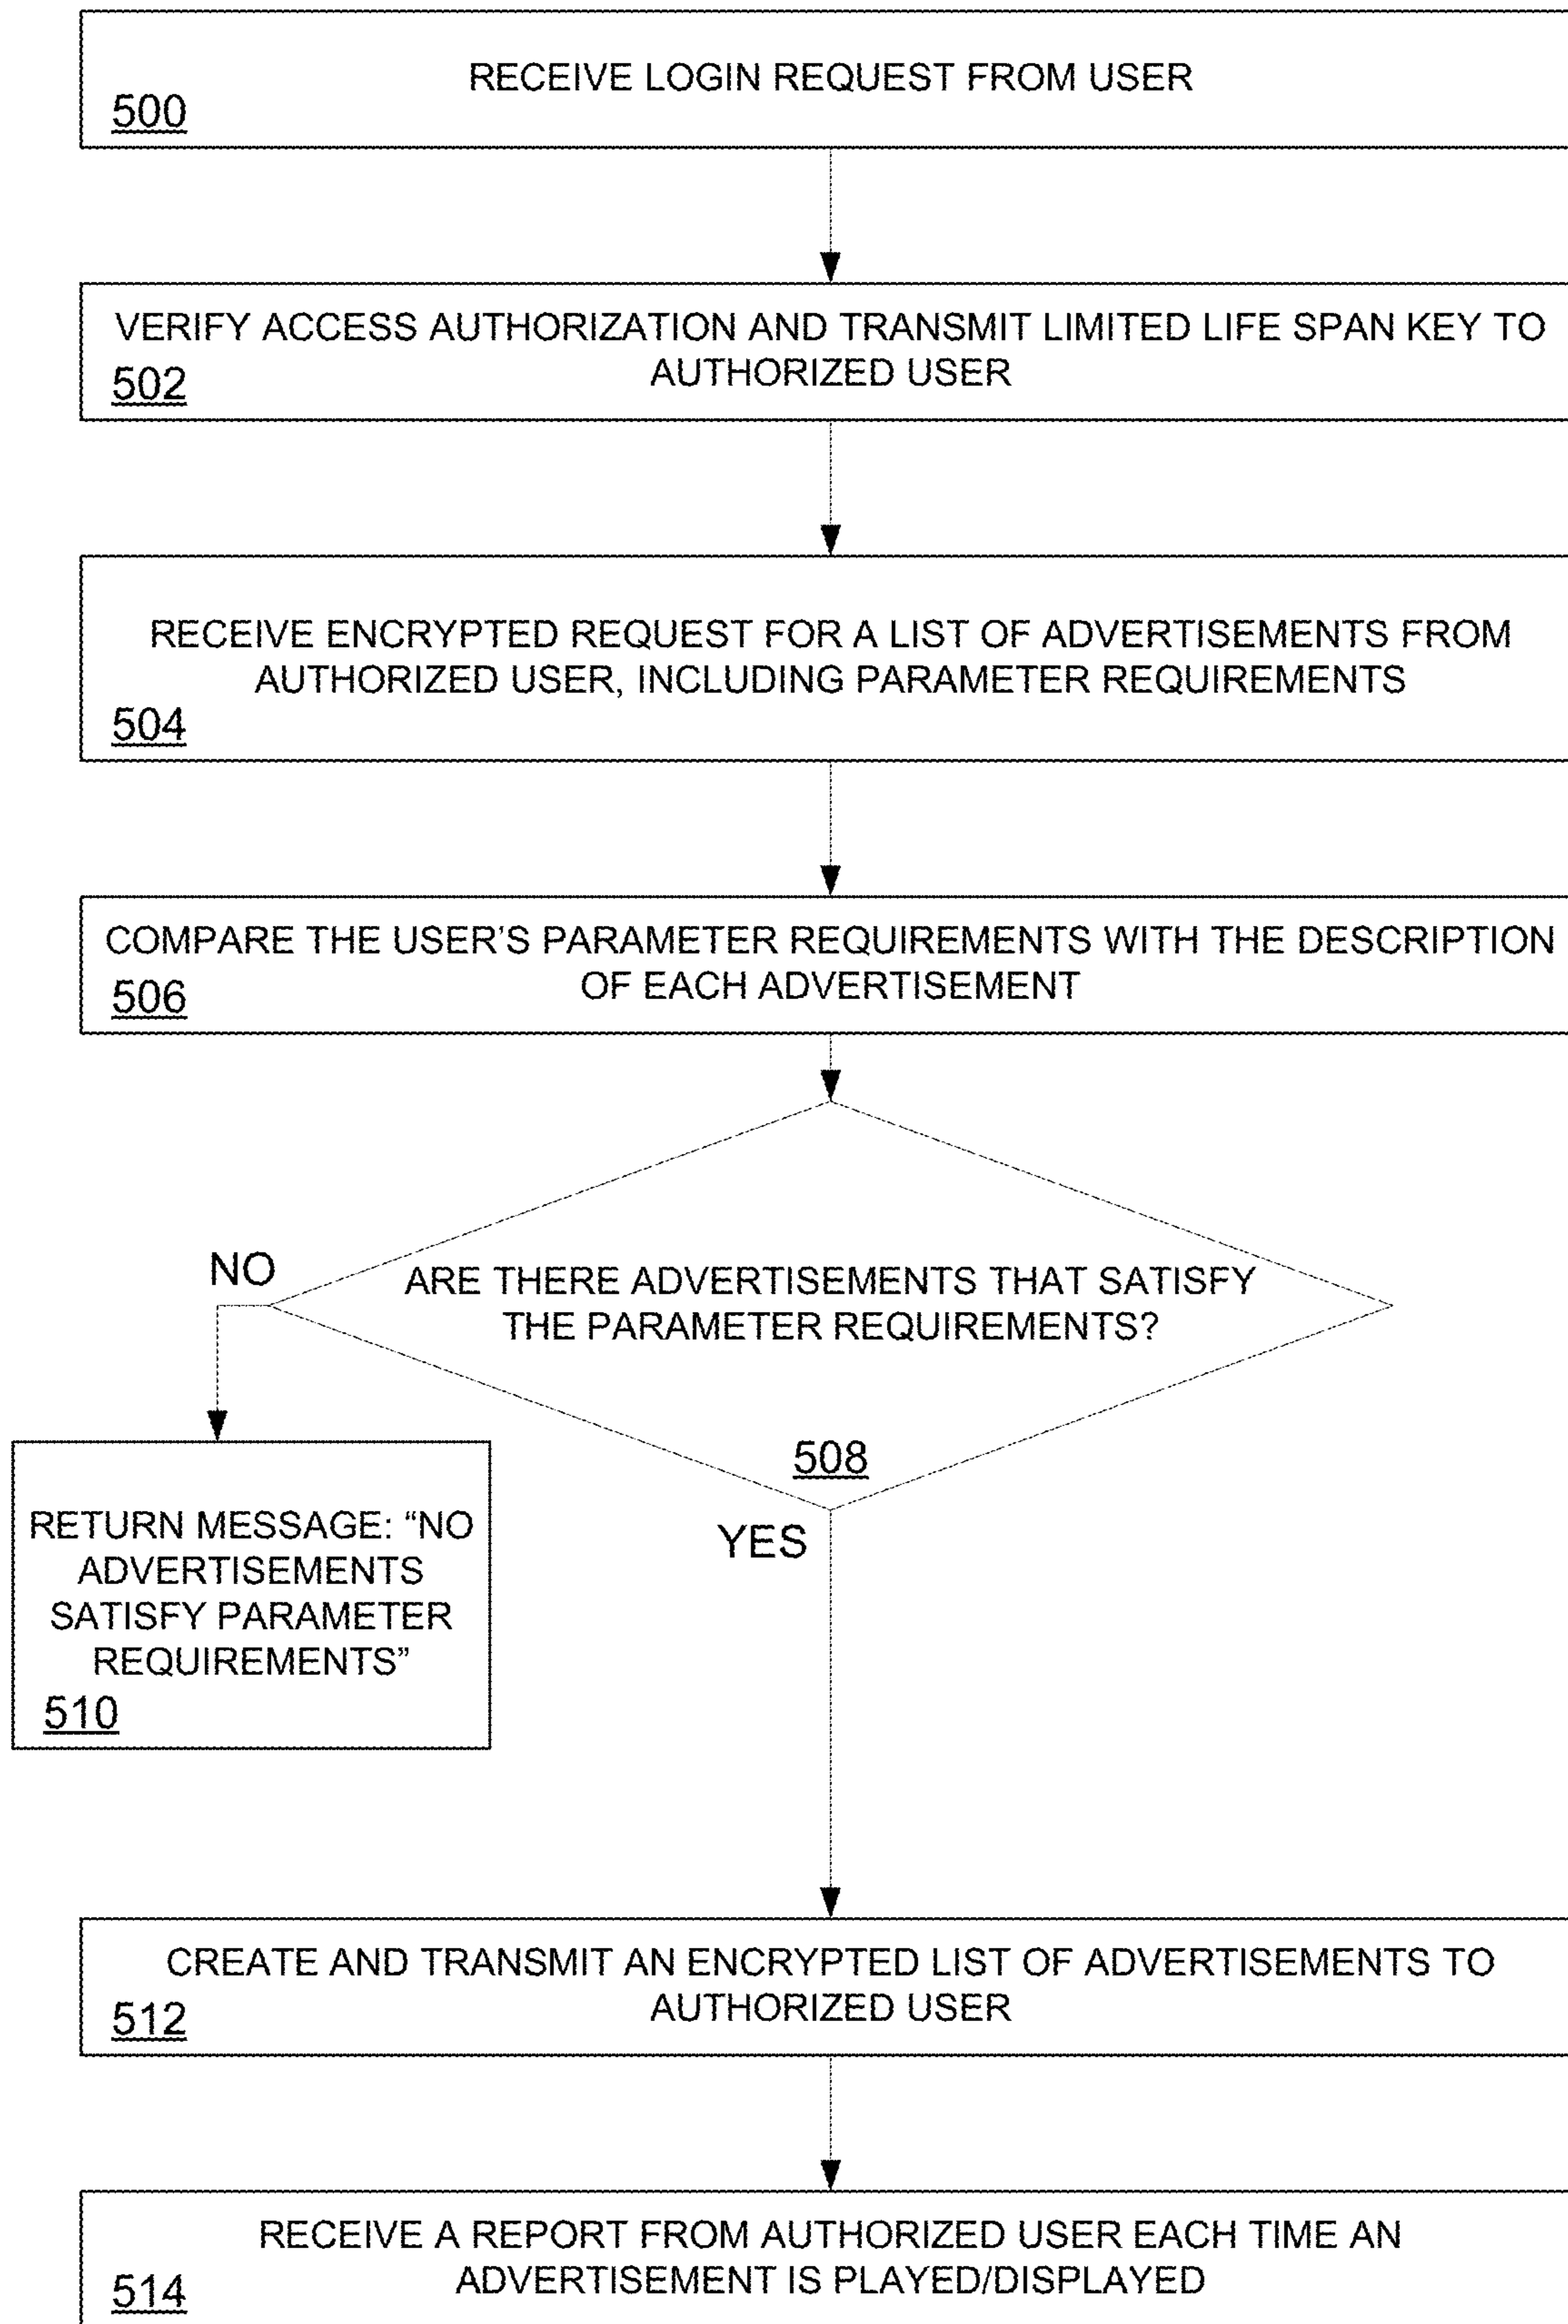 RECEIVE LOGIN REQUEST FROM USER
500
VERIFY ACCESS AUTHORIZATION AND TRANSMIT LIMITED LIFE SPAN KEY TO
AUTHORIZED USER
502
RECEIVE ENCRYPTED REQUEST FOR A LIST OF ADVERTISEMENTS FROM
AUTHORIZED USER, INCLUDING PARAMETER REQUIREMENTS
504
COMPARE THE USER’S PARAMETER REQUIREMENTS WITH THE DESCRIPTION
OF EACH ADVERTISEMENT
506
NO
ARE THERE ADVERTISEMENTS THAT SATISFY
THE PARAMETER REQUIREMENTS?
508
YES
RETURN MESSAGE: “NO
ADVERTISEMENTS
SATISFY PARAMETER
REQUIREMENTS”
510
CREATE AND TRANSMIT AN ENCRYPTED LIST OF ADVERTISEMENTS TO
AUTHORIZED USER
512
RECEIVE A REPORT FROM AUTHORIZED USER EACH TIME AN
ADVERTISEMENT IS PLAYED/DISPLAYED
514